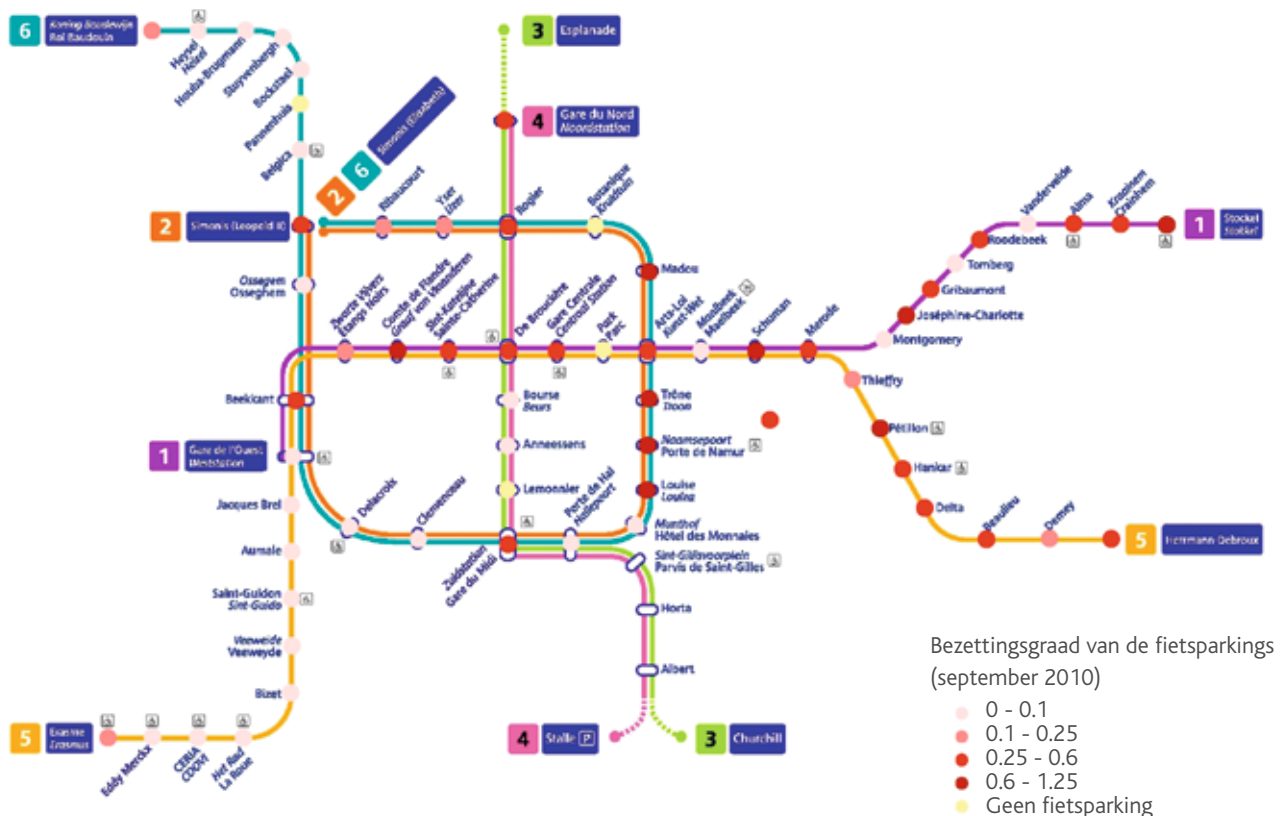 6
Koning Boudewijn
Roi Baudouin
Heysel
Heizel
Houba-Brugmann
Stuyvenbergh
Bockstael
Pannenhuis
Belgica
3
Esplanade
4
Gare du Nord
Noordstation
2
6
Simonis (Elisabeth)
2
Simonis (Leopold II)
Ribaucourt
Yser
IJzer
Rogier
Botanique
Kruidtuin
Madou
Ossegem
Osseghem
Zwarte Vijvers
Étangs Noirs
Comte de Flandre
Graaf van Vlaanderen
Sint-Katelijne
Sainte-Catherine
De Brouckère
Gare Centrale
Centraal Station
Park
Parc
Arts-Loi
Kunst-Wet
Maalbeek
Maelbeek
Schuman
Merode
Montgomery
Joséphine-Charlotte
Gribaumont
Tomberg
Roodebeek
Vandervelde
Alma
Kraainem
Crainhem
1
Stockel
Stokkel
Beekkant
1
Gare de l'Ouest
Weststation
Bourse
Beurs
Anneessens
Lemonnier
Trône
Troon
Naamsepoort
Porte de Namur
Louise
Louiza
Munthof
Hôtel des Monnaies
Porte de Hal
Hallepoort
Delacroix
Clemenceau
Zuidstation
Gare du Midi
Sint-Gillisvoorplein
Parvis de Saint-Gilles
Horta
Albert
4
Stalle P
3
Churchill
Thieffry
Pétillon
Hankar
Delta
Beaulieu
Demey
5
Herrmann-Debroux
Jacques Brel
Aumale
Saint-Guidon
Sint-Guido
Veeweide
Veeweyde
Bizet
5
Erasme
Erasmus
Eddy Merckx
CERIA
COOVI
Het Rad
La Roue
Bezettingsgraad van de fietsparkings
(september 2010)
0 - 0.1
0.1 - 0.25
0.25 - 0.6
0.6 - 1.25
Geen fietsparking